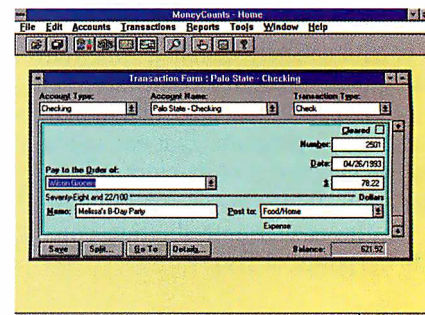 MoneyCounts - Home
File Edit Accounts Transactions Reports Tools Window Help
Transaction Form : Palo State - Checking
Account Type: Account Name: Transaction Type:
Checking Palo State - Checking Check
Cleared
Number: 2501
Date: 04/26/1993
Pay to the Order of: $ 78.22
Wilson Grocers
Seventy-Eight and 22/100 Dollars
Memo: Melissa's B-Day Party Post to: Food/Home
Expense
Save Split... Go To Details... Balance: 621.52